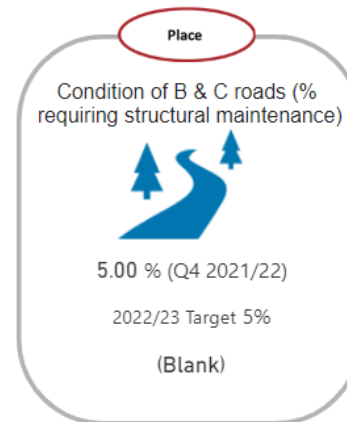 Place
Condition of B & C roads (%
requiring structural maintenance)
5.00 % (Q4 2021/22)
2022/23 Target 5%
(Blank)